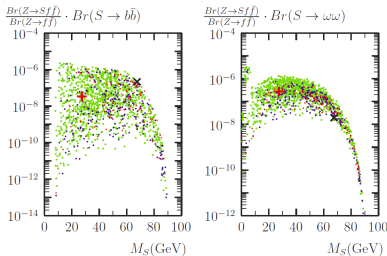 Br(Z→Sff̄)/Br(Z→ff̄) · Br(S → bb̄)
10⁻⁴
10⁻⁶
10⁻⁸
10⁻¹⁰
10⁻¹²
10⁻¹⁴
0 20 40 60 80 100
M_S(GeV)
Br(Z→Sff̄)/Br(Z→ff̄) · Br(S → ωω)
10⁻⁴
10⁻⁶
10⁻⁸
10⁻¹⁰
10⁻¹²
0 20 40 60 80 100
M_S(GeV)